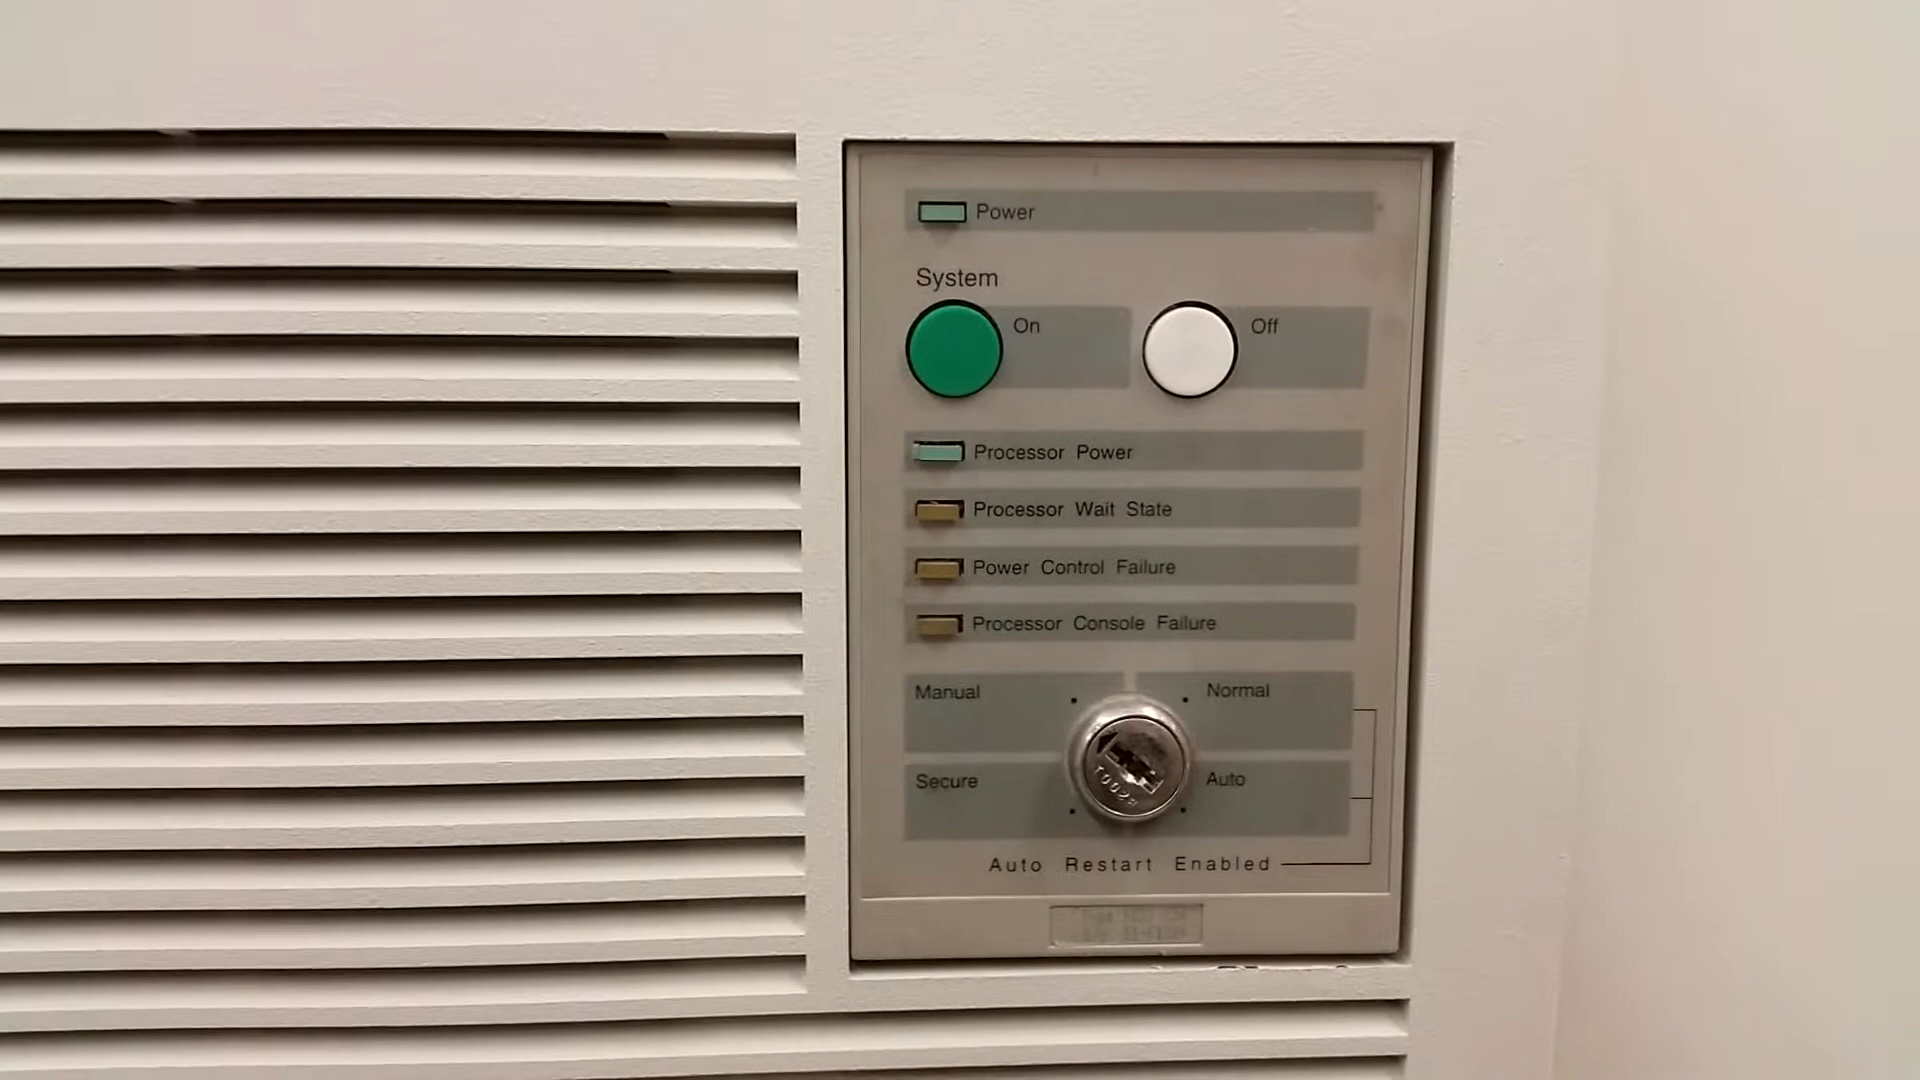 Power
System
On Off
Processor Power
Processor Wait State
Power Control Failure
Processor Console Failure
Manual Normal
Secure Auto
Auto Restart Enabled